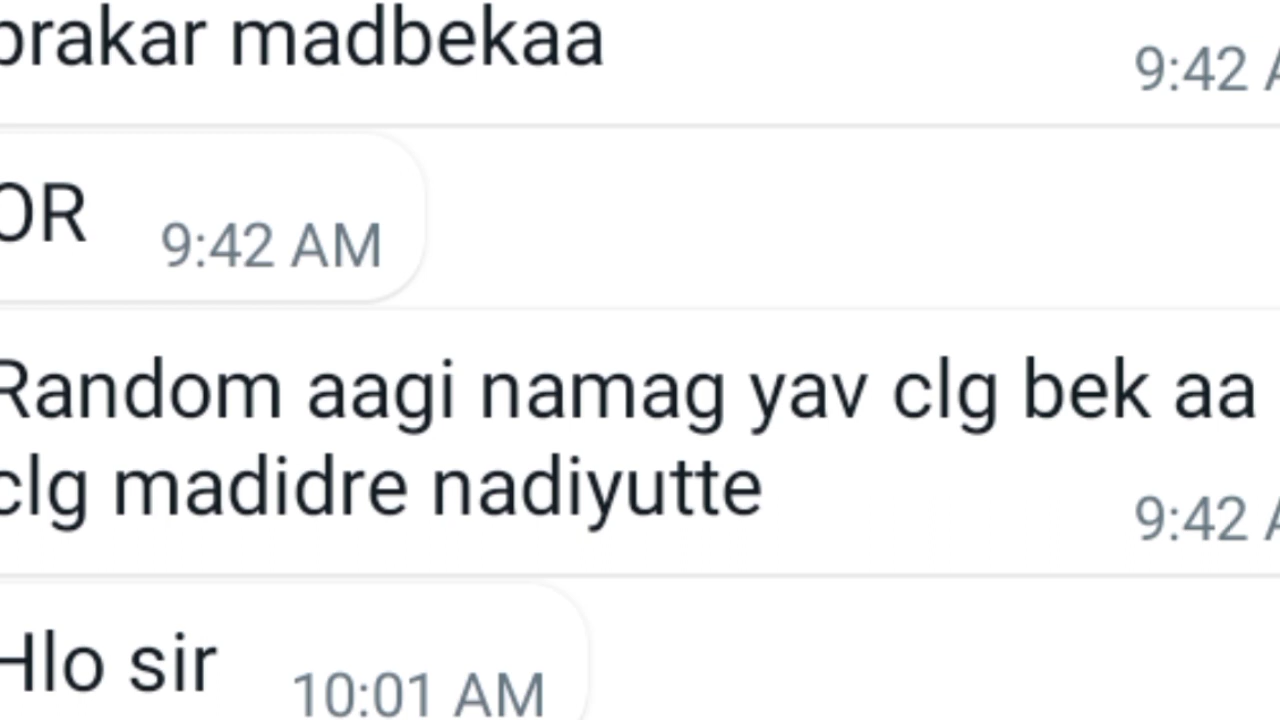 prakar madbekaa
9:42 A
OR
9:42 AM
Random aagi namag yav clg bek aa
clg madidre nadiyutte
9:42 A
Hlo sir
10:01 AM